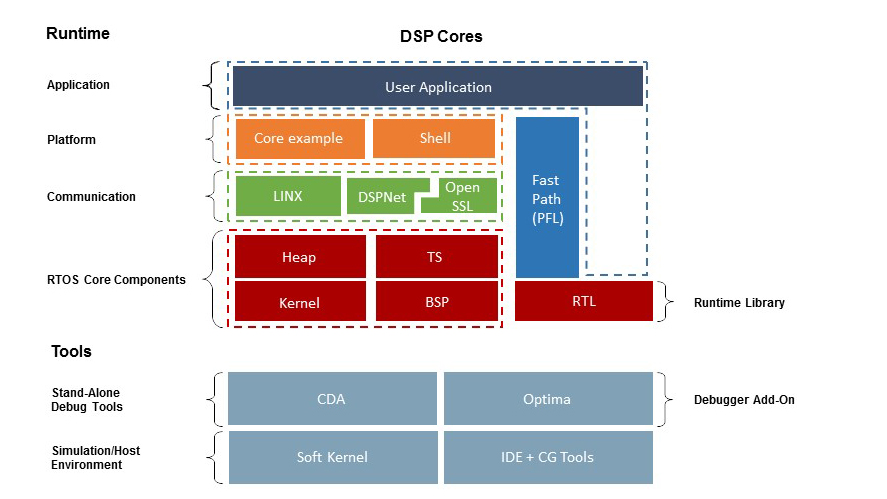 Runtime
DSP Cores
Application
User Application
Platform
Core example
Shell
Fast
Path
(PFL)
Communication
LINX
DSPNet
Open
SSL
RTOS Core Components
Heap
TS
Kernel
BSP
RTL
Runtime Library
Tools
Stand-Alone
Debug Tools
CDA
Optima
Debugger Add-On
Simulation/Host
Environment
Soft Kernel
IDE + CG Tools